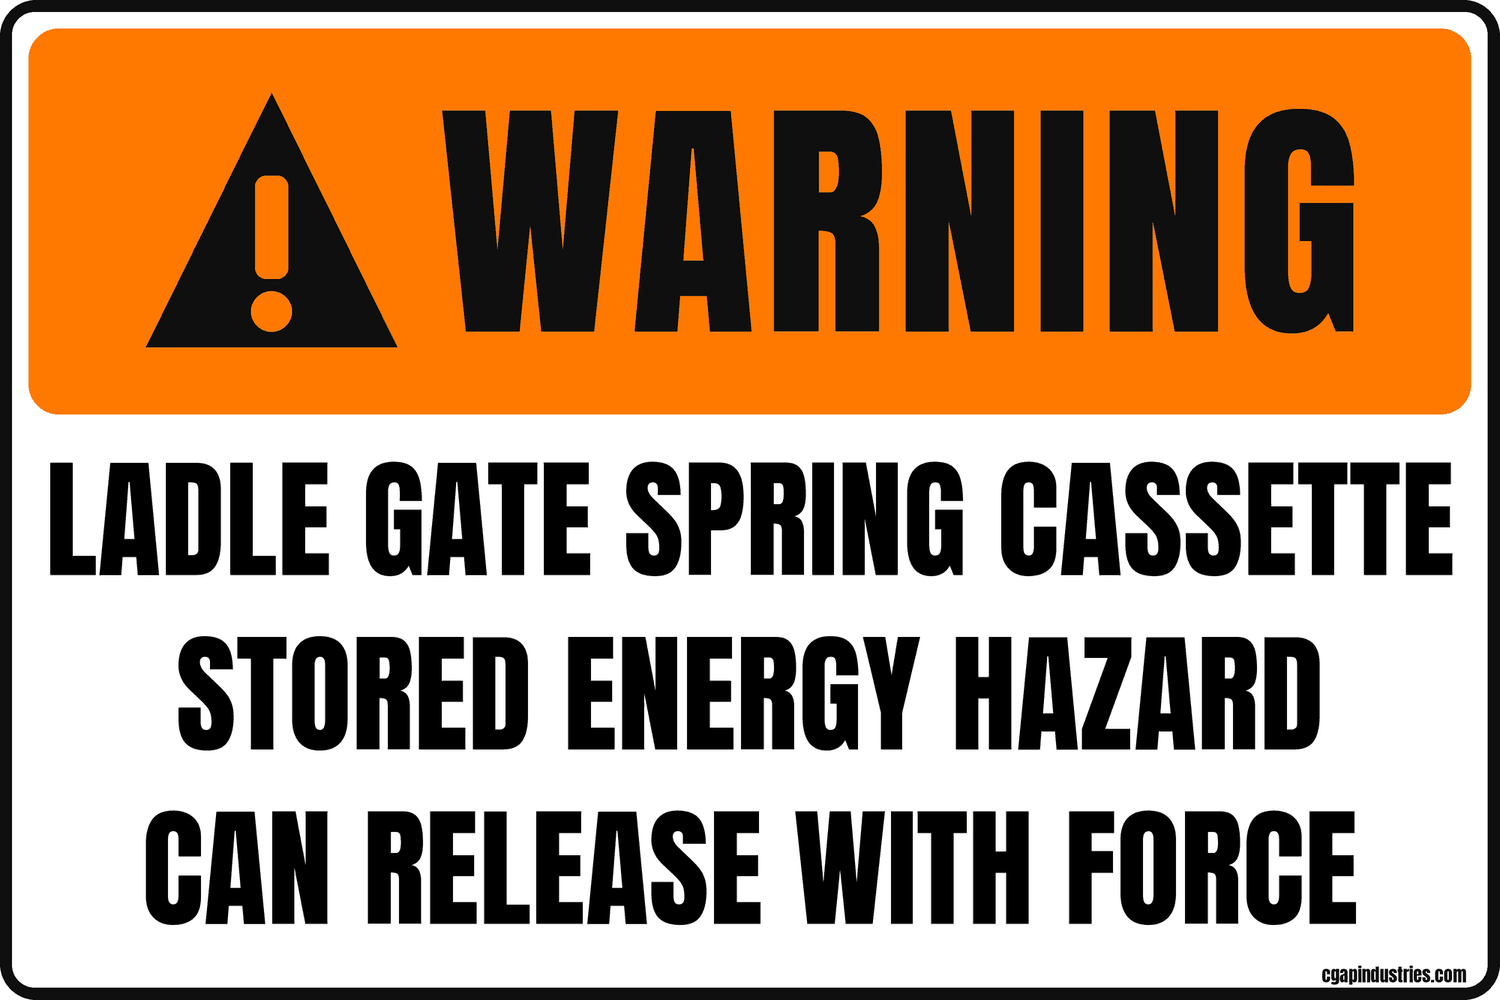 WARNING
LADLE GATE SPRING CASSETTE
STORED ENERGY HAZARD
CAN RELEASE WITH FORCE
cgapindustries.com